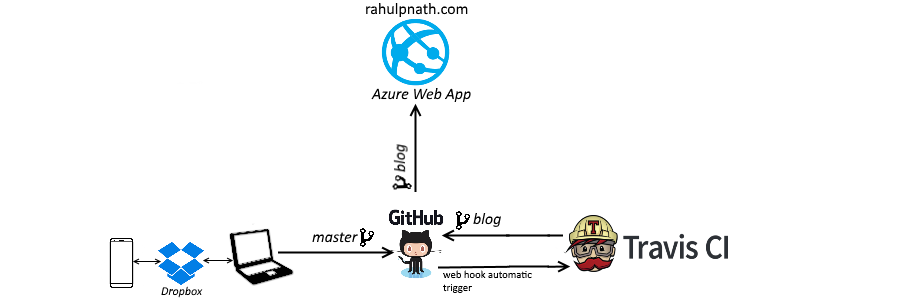 rahulpnath.com
Azure Web App
blog
GitHub
blog
master
T
Travis CI
web hook automatic
trigger
Dropbox